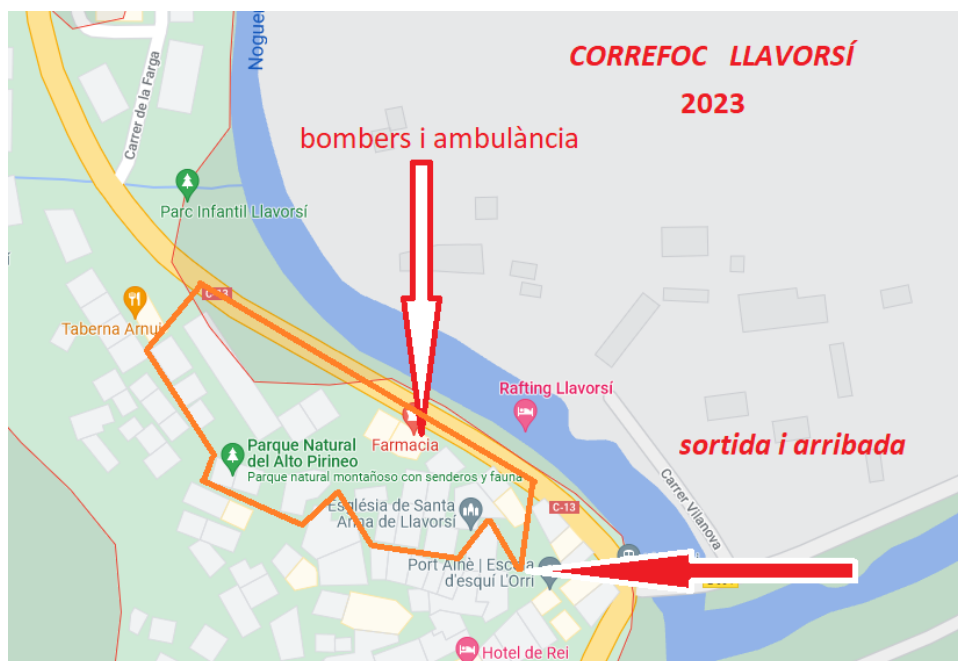 CORREFOC LLAVORSÍ
2023
Noguer
Carrer de la Farga
bombers i ambulància
Parc Infantil Llavorsí
C-13
Taberna Arnui
Rafting Llavorsí
Farmacia
sortida i arribada
Parque Natural
del Alto Pirineo
Parque natural montañoso con senderos y fauna
Carrer Vilanova
Església de Santa
Anna de Llavorsí
C-13
Port Ainè | Escola
d'esquí L'Orri
Hotel de Rei